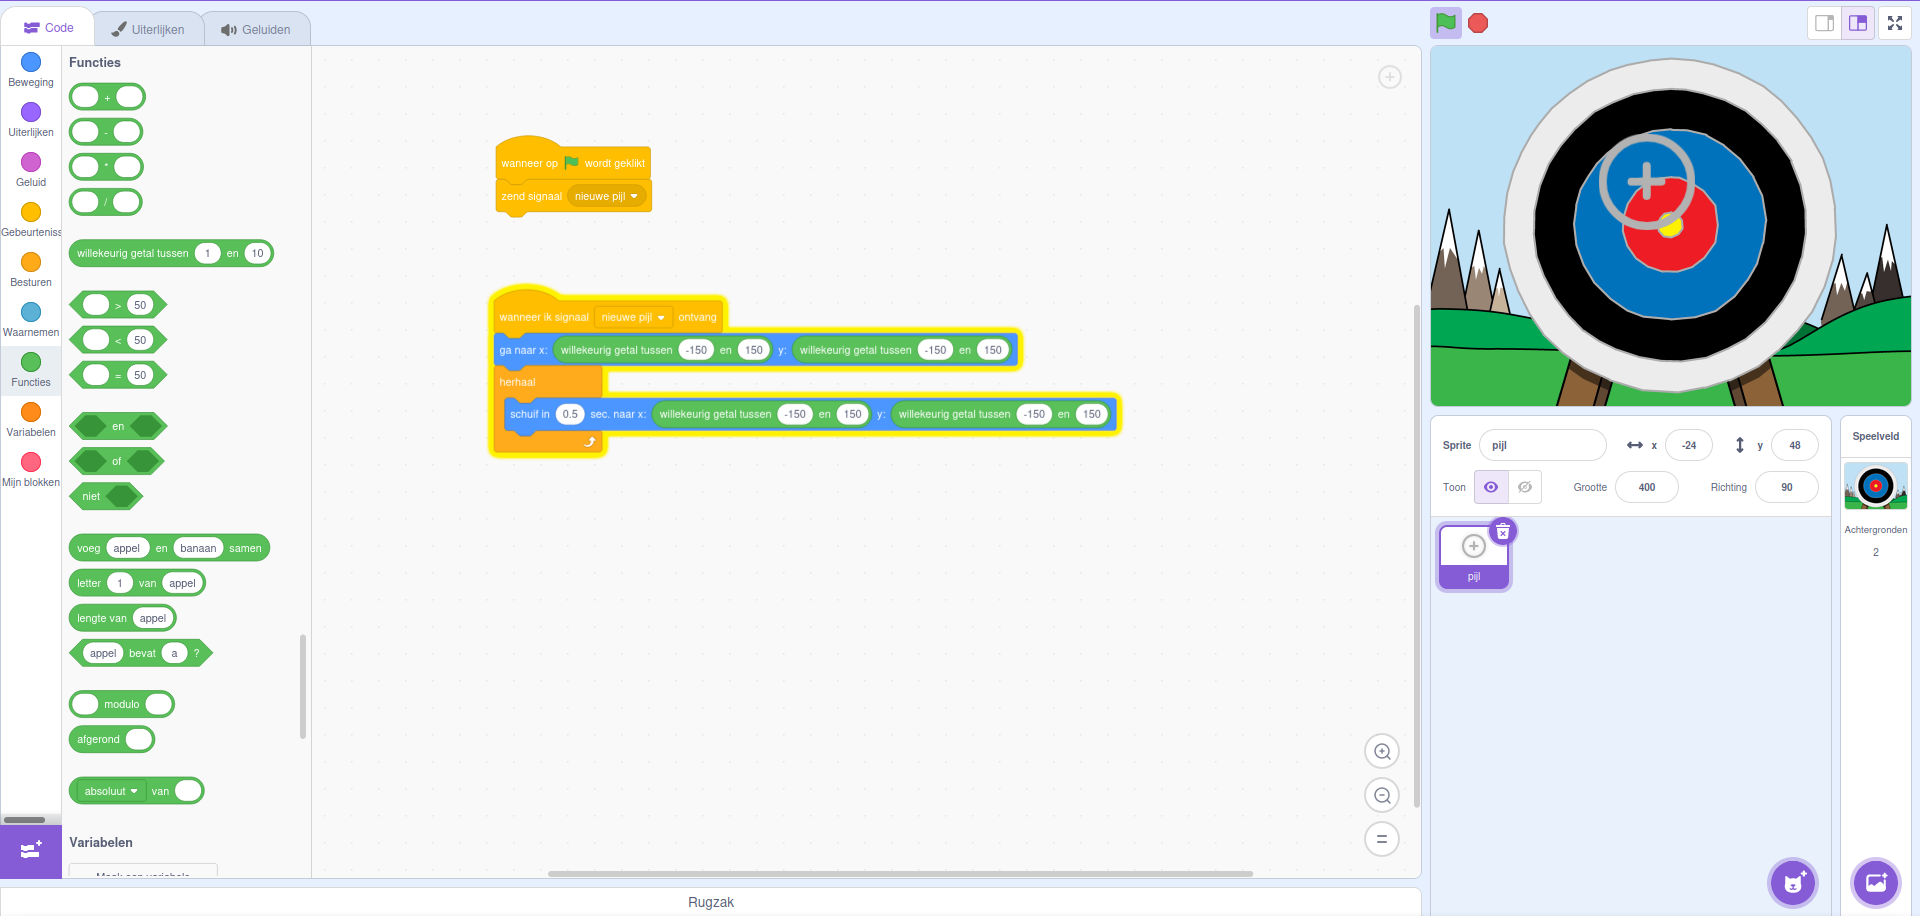 Code
Uiterlijken
Geluiden
Beweging
Uiterlijken
Geluid
Gebeurteniss
Besturen
Waarnemen
Functies
Variabelen
Mijn blokken
Functies
+
-
*
/
willekeurig getal tussen 1 en 10
> 50
< 50
= 50
en
of
niet
voeg appel en banaan samen
letter 1 van appel
lengte van appel
appel bevat a ?
modulo
afgerond
absoluut van
Variabelen
Maak een variabele
wanneer op wordt geklikt
zend signaal nieuwe pijl
wanneer ik signaal nieuwe pijl ontvang
ga naar x: willekeurig getal tussen -150 en 150 y: willekeurig getal tussen -150 en 150
herhaal
schuif in 0.5 sec. naar x: willekeurig getal tussen -150 en 150 y: willekeurig getal tussen -150 en 150
Rugzak
Sprite pijl x -24 y 48
Toon Grootte 400 Richting 90
pijl
Speelveld
Achtergronden
2